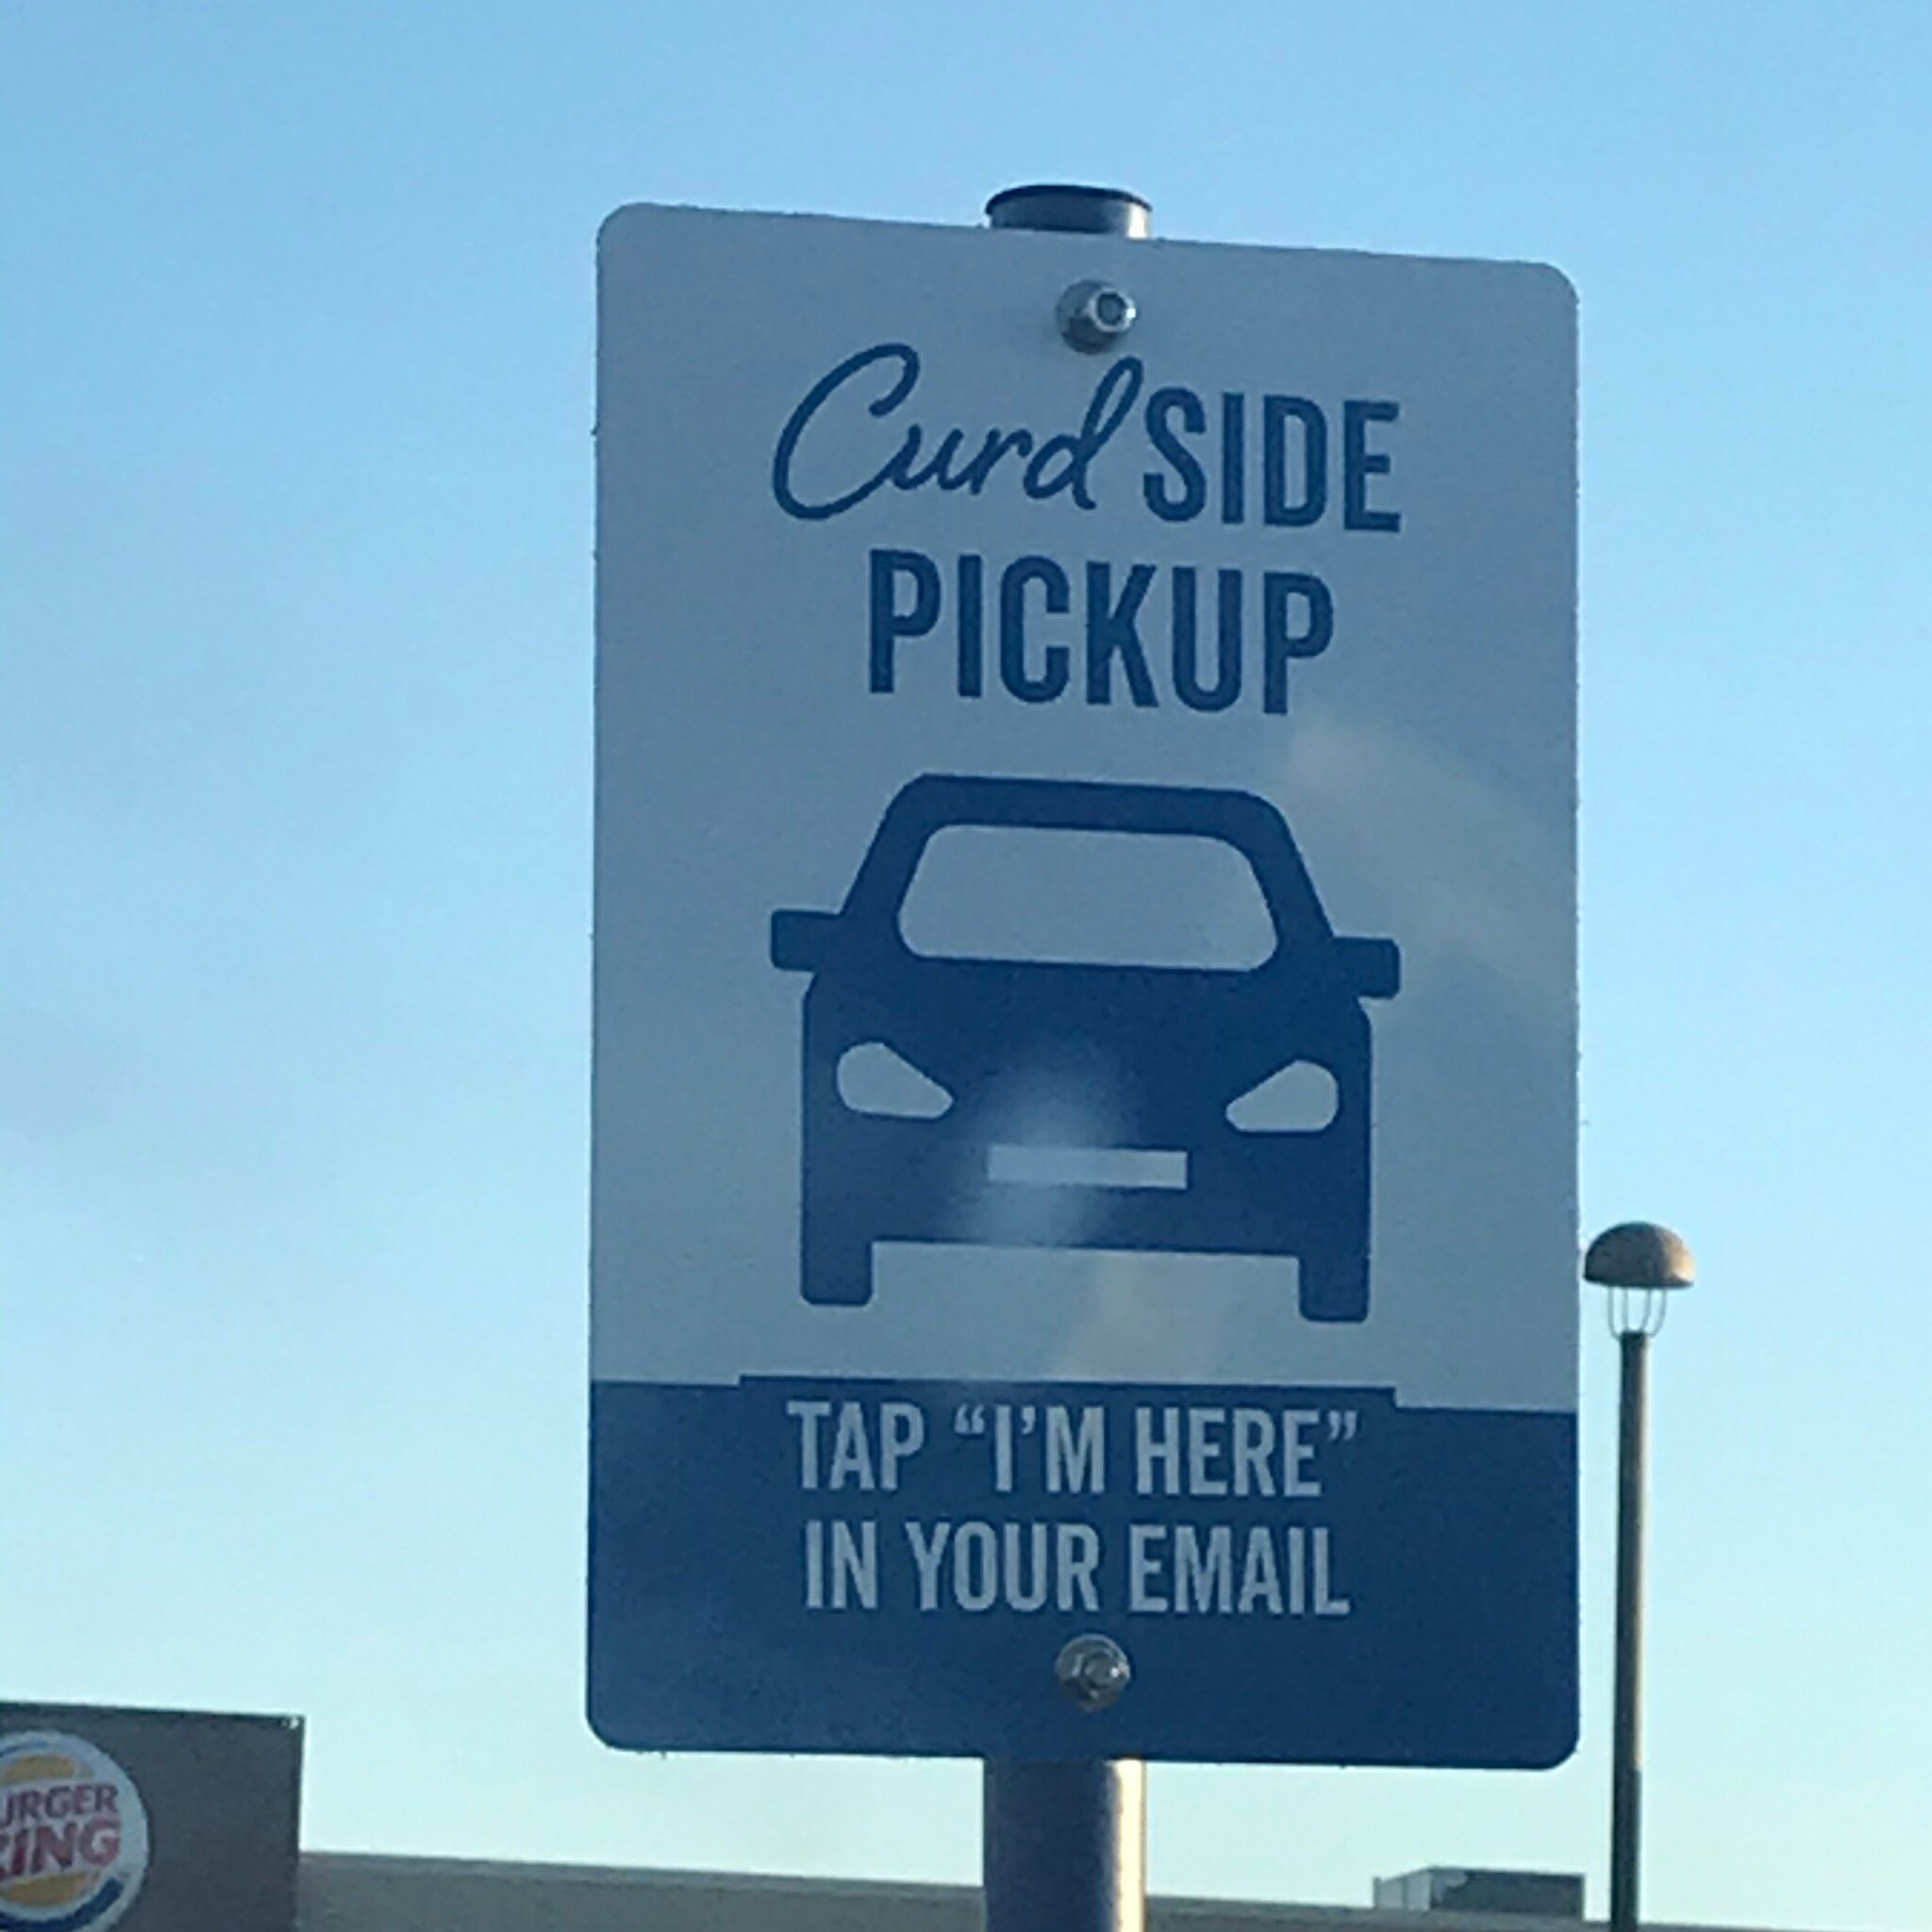 Curd SIDE
PICKUP
TAP “I’M HERE”
IN YOUR EMAIL
URGER
KING